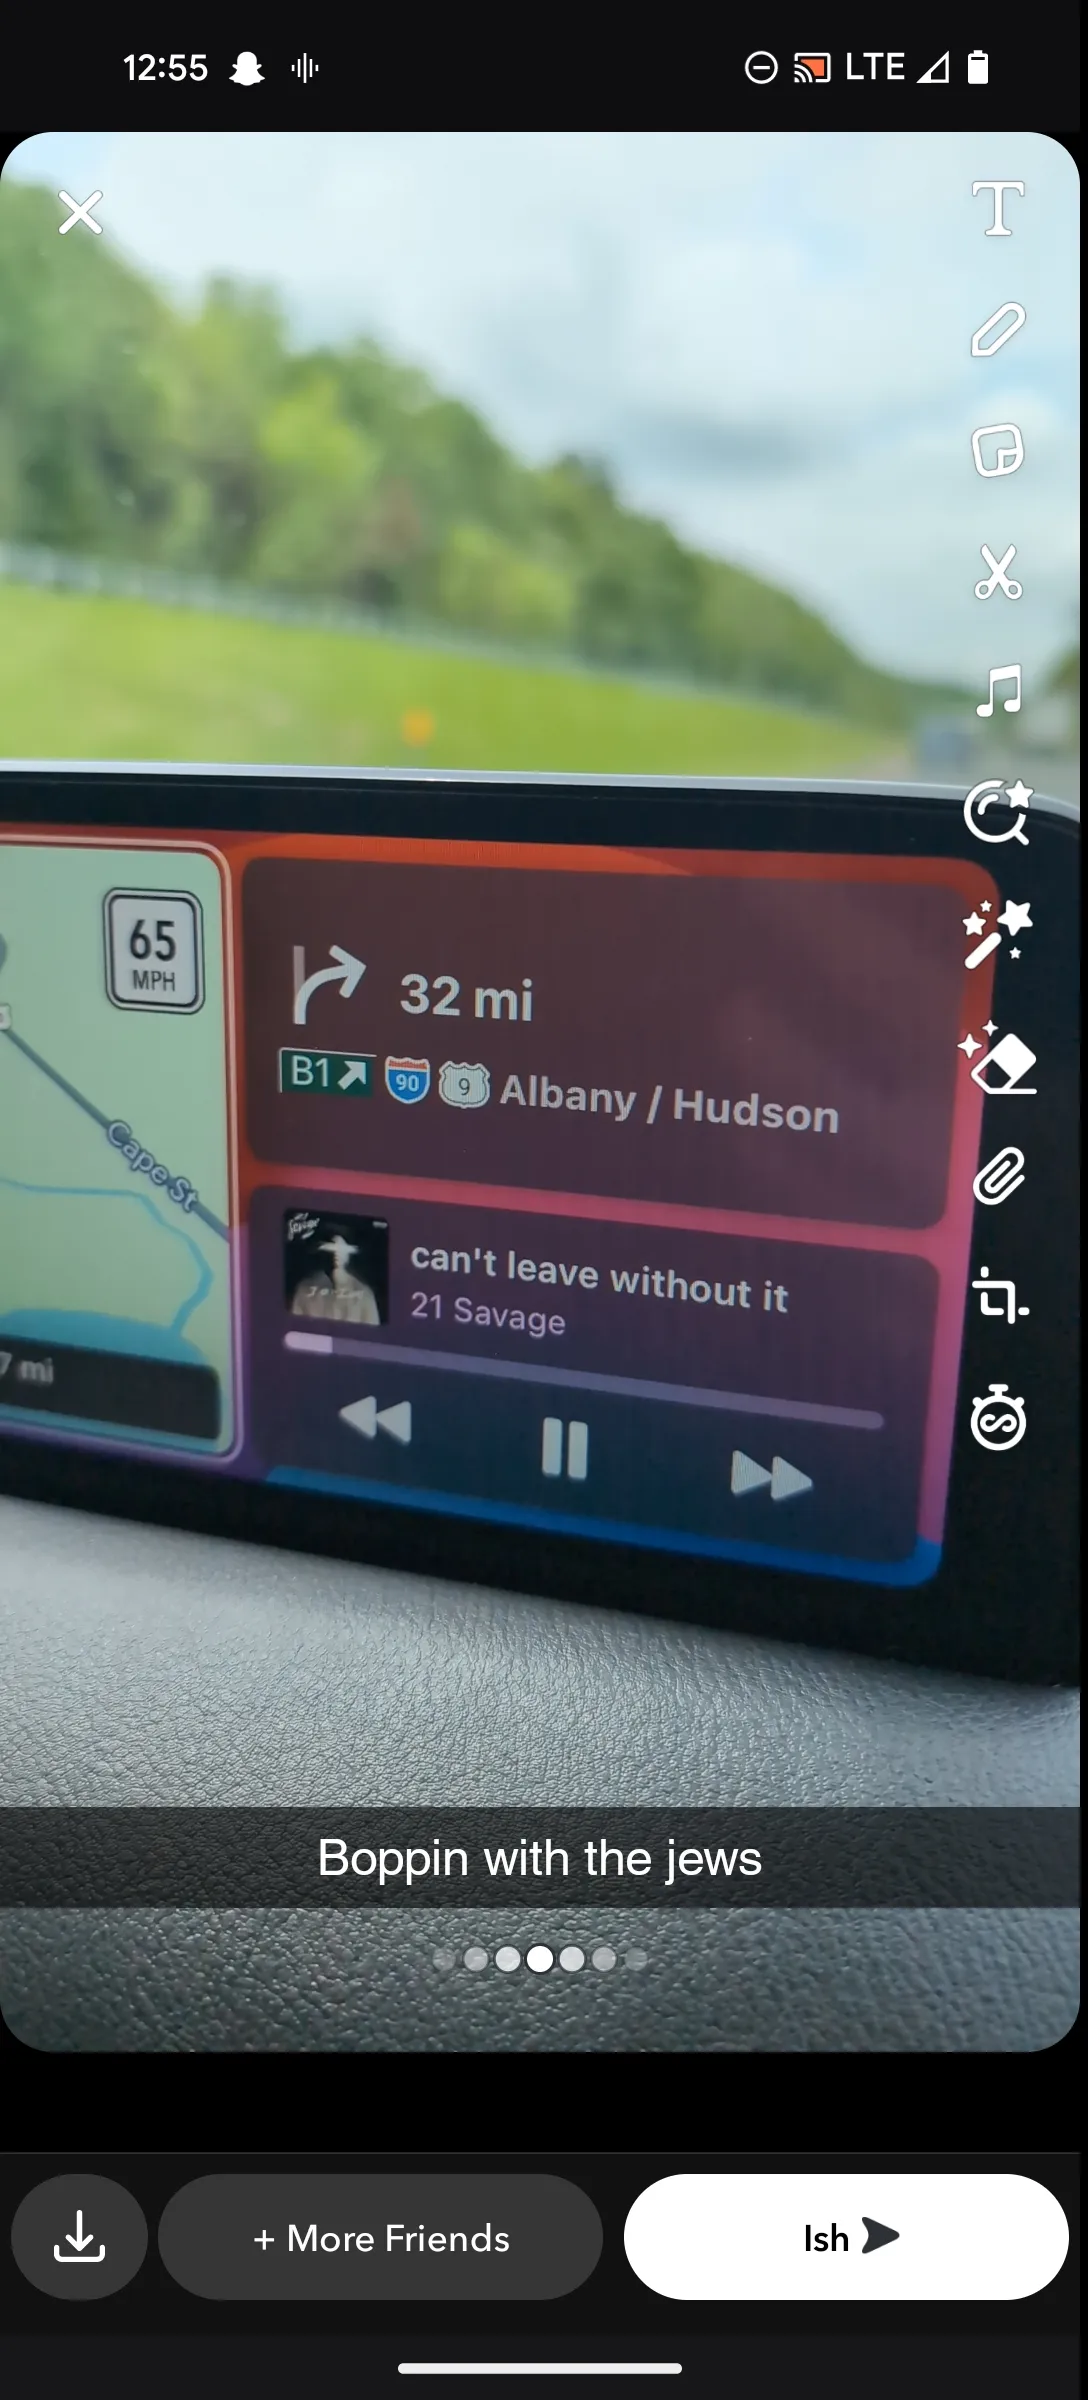 12:55
LTE
T
65
MPH
32 mi
B1 90 9 Albany / Hudson
Cape St
can't leave without it
21 Savage
7 mi
Boppin with the jews
+ More Friends
Ish